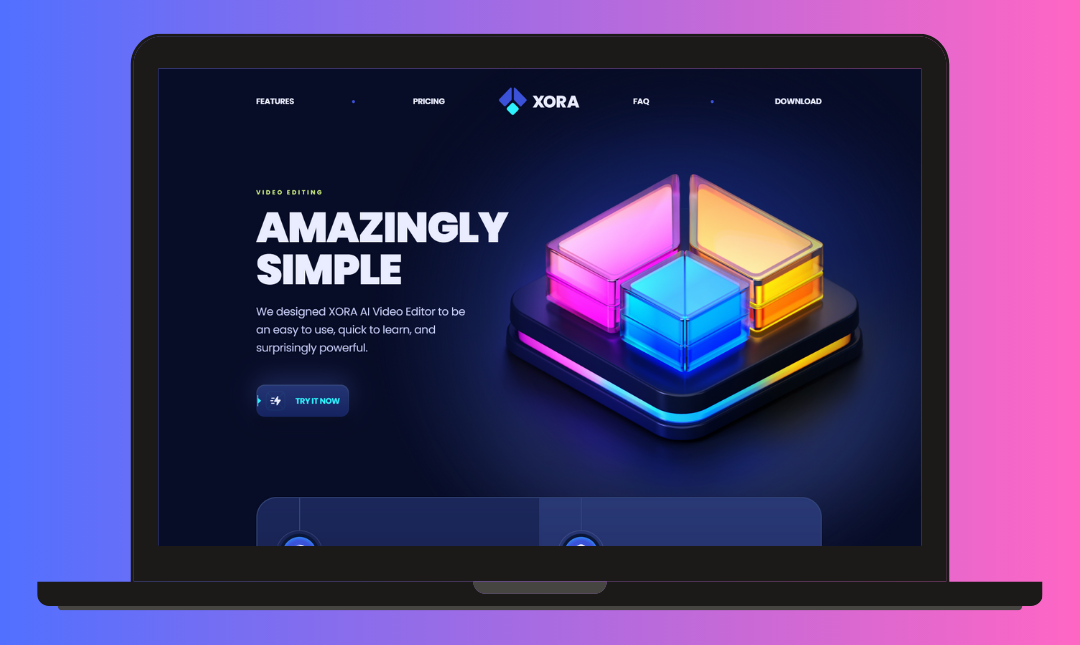 FEATURES
PRICING
XORA
FAQ
DOWNLOAD
VIDEO EDITING
AMAZINGLY
SIMPLE
We designed XORA AI Video Editor to be
an easy to use, quick to learn, and
surprisingly powerful.
TRY IT NOW